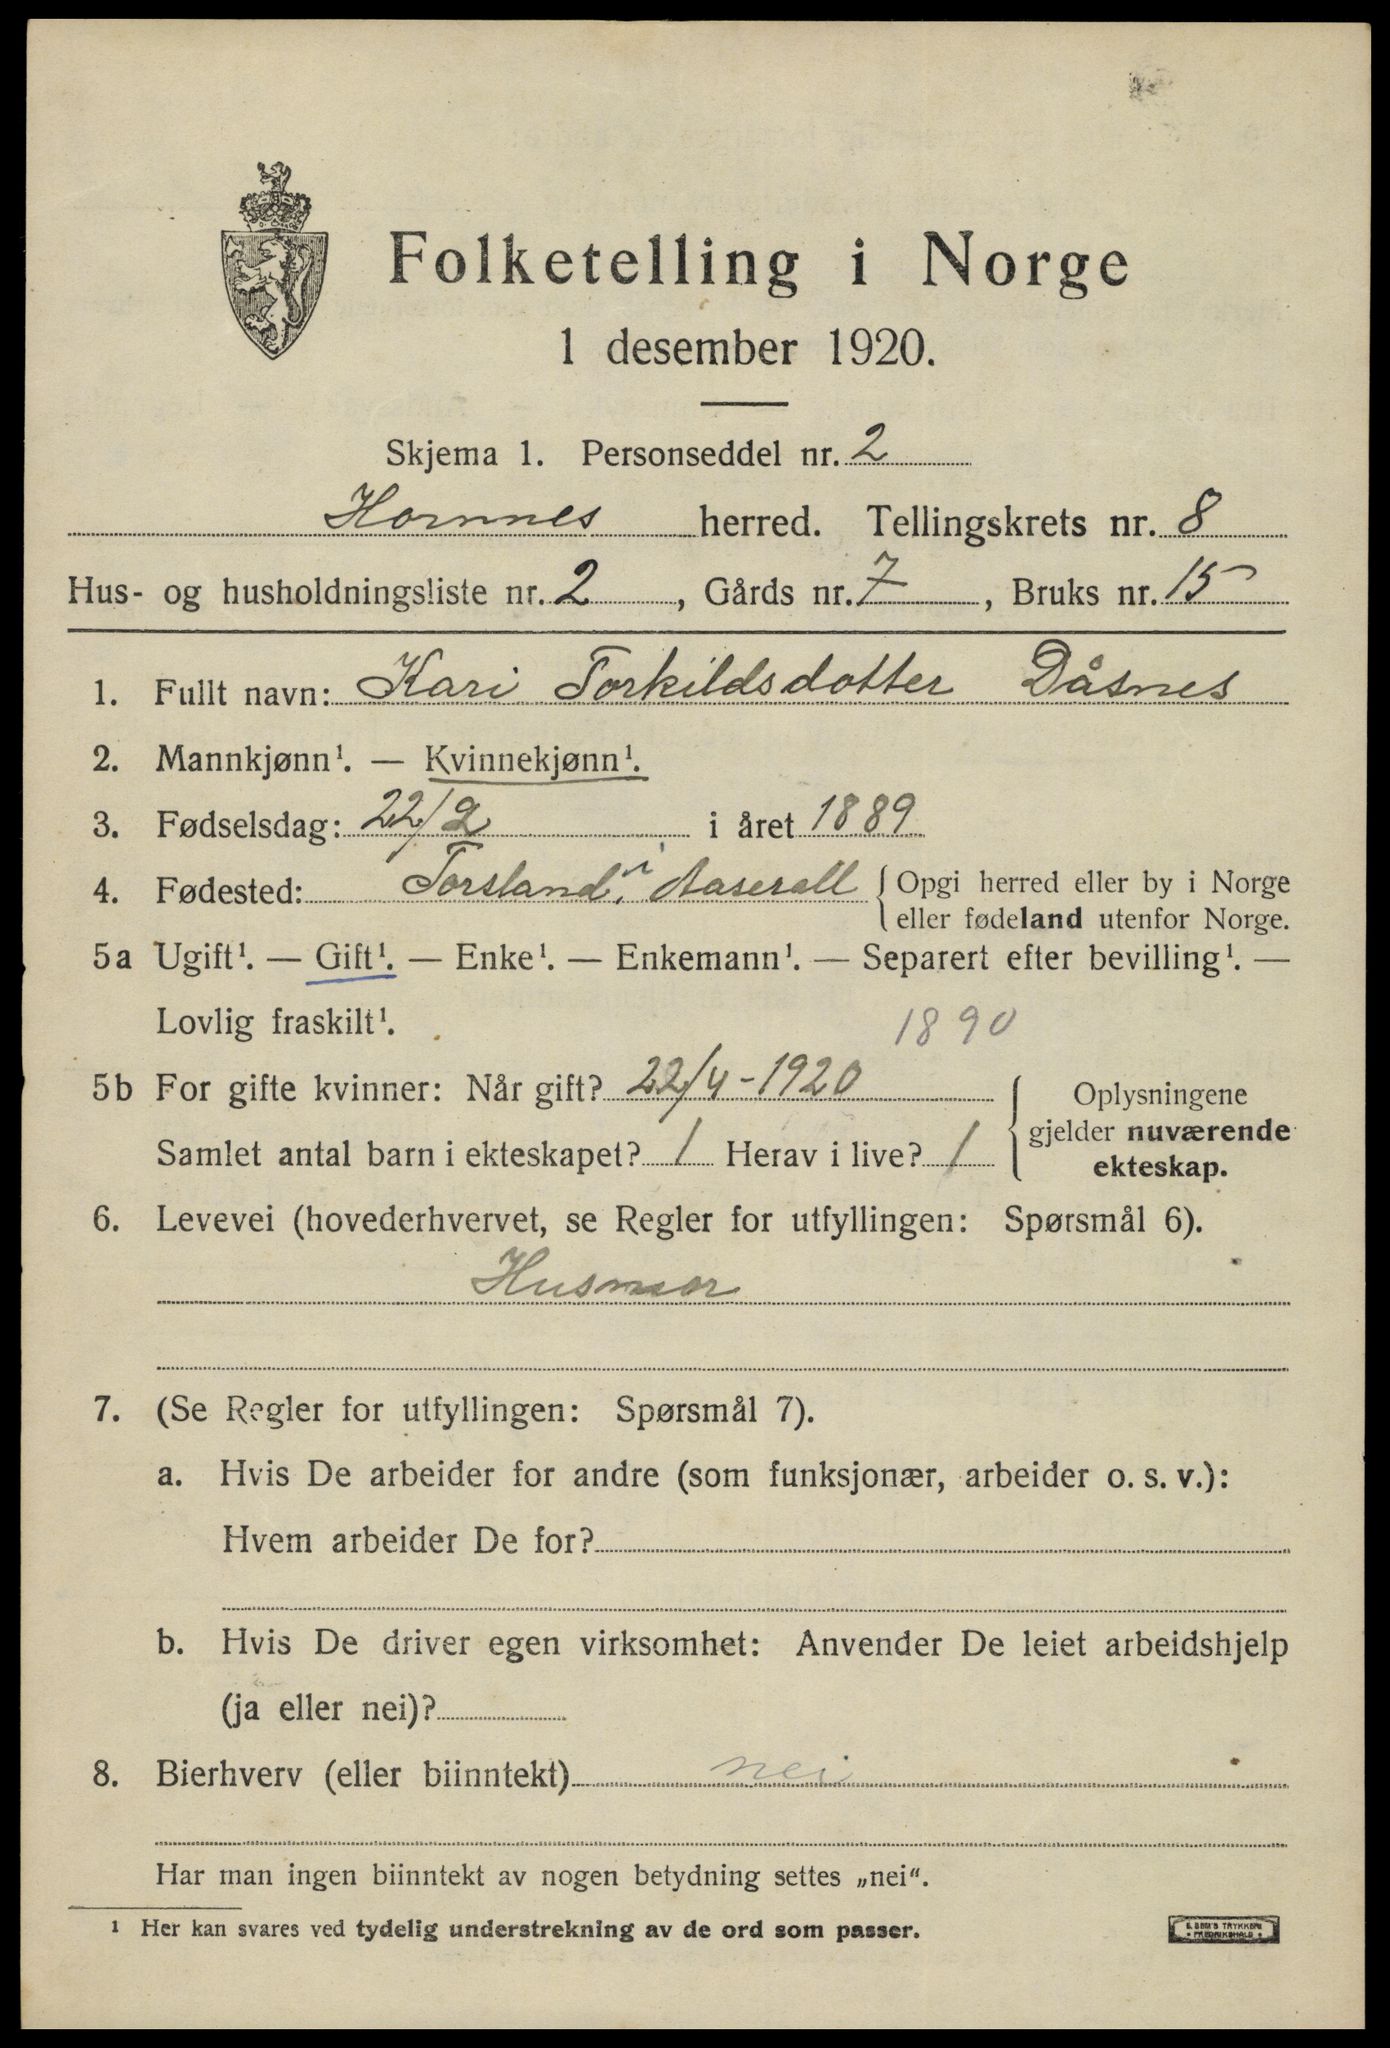 Folketelling i Norge
1 desember 1920.
Skjema 1. Personseddel nr. 2
Hornnes herred. Tellingskrets nr. 8
Hus- og husholdningsliste nr. 2, Gårds nr. 7, Bruks nr. 15
1. Fullt navn: Kari Torkildsdotter Dåsnes
2. Mannkjønn¹. — Kvinnekjønn¹.
3. Fødselsdag: 22/2 i året 1889
4. Fødested: Torsland i Aaserall { Opgi herred eller by i Norge
eller fødeland utenfor Norge.
5a Ugift¹. — Gift¹. — Enke¹. — Enkemann¹. — Separert efter bevilling¹. —
Lovlig fraskilt¹. 1890
5b For gifte kvinner: Når gift? 22/4-1920 { Oplysningene
gjelder nuværende
ekteskap.
Samlet antal barn i ekteskapet? 1 Herav i live? 1
6. Levevei (hovederhvervet, se Regler for utfyllingen: Spørsmål 6).
Husmor
7. (Se Regler for utfyllingen: Spørsmål 7).
a. Hvis De arbeider for andre (som funksjonær, arbeider o. s. v.):
Hvem arbeider De for?
b. Hvis De driver egen virksomhet: Anvender De leiet arbeidshjelp
(ja eller nei)?
8. Bierhverv (eller biinntekt) nei
Har man ingen biinntekt av nogen betydning settes „nei“.
¹ Her kan svares ved tydelig understrekning av de ord som passer.
E. SEM'S TRYKKERI
• FREDRIKSHALD •